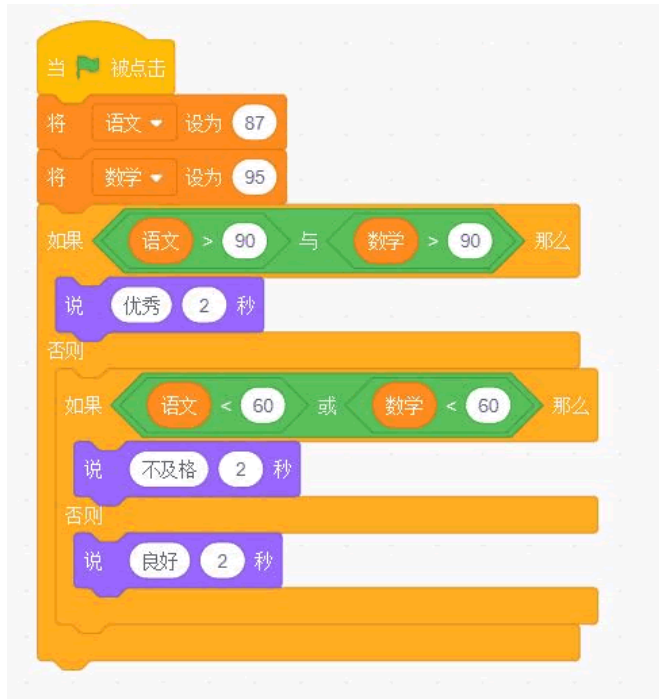 当 被点击
将 语文 设为 87
将 数学 设为 95
如果 语文 > 90 与 数学 > 90 那么
说 优秀 2 秒
否则
如果 语文 < 60 或 数学 < 60 那么
说 不及格 2 秒
否则
说 良好 2 秒